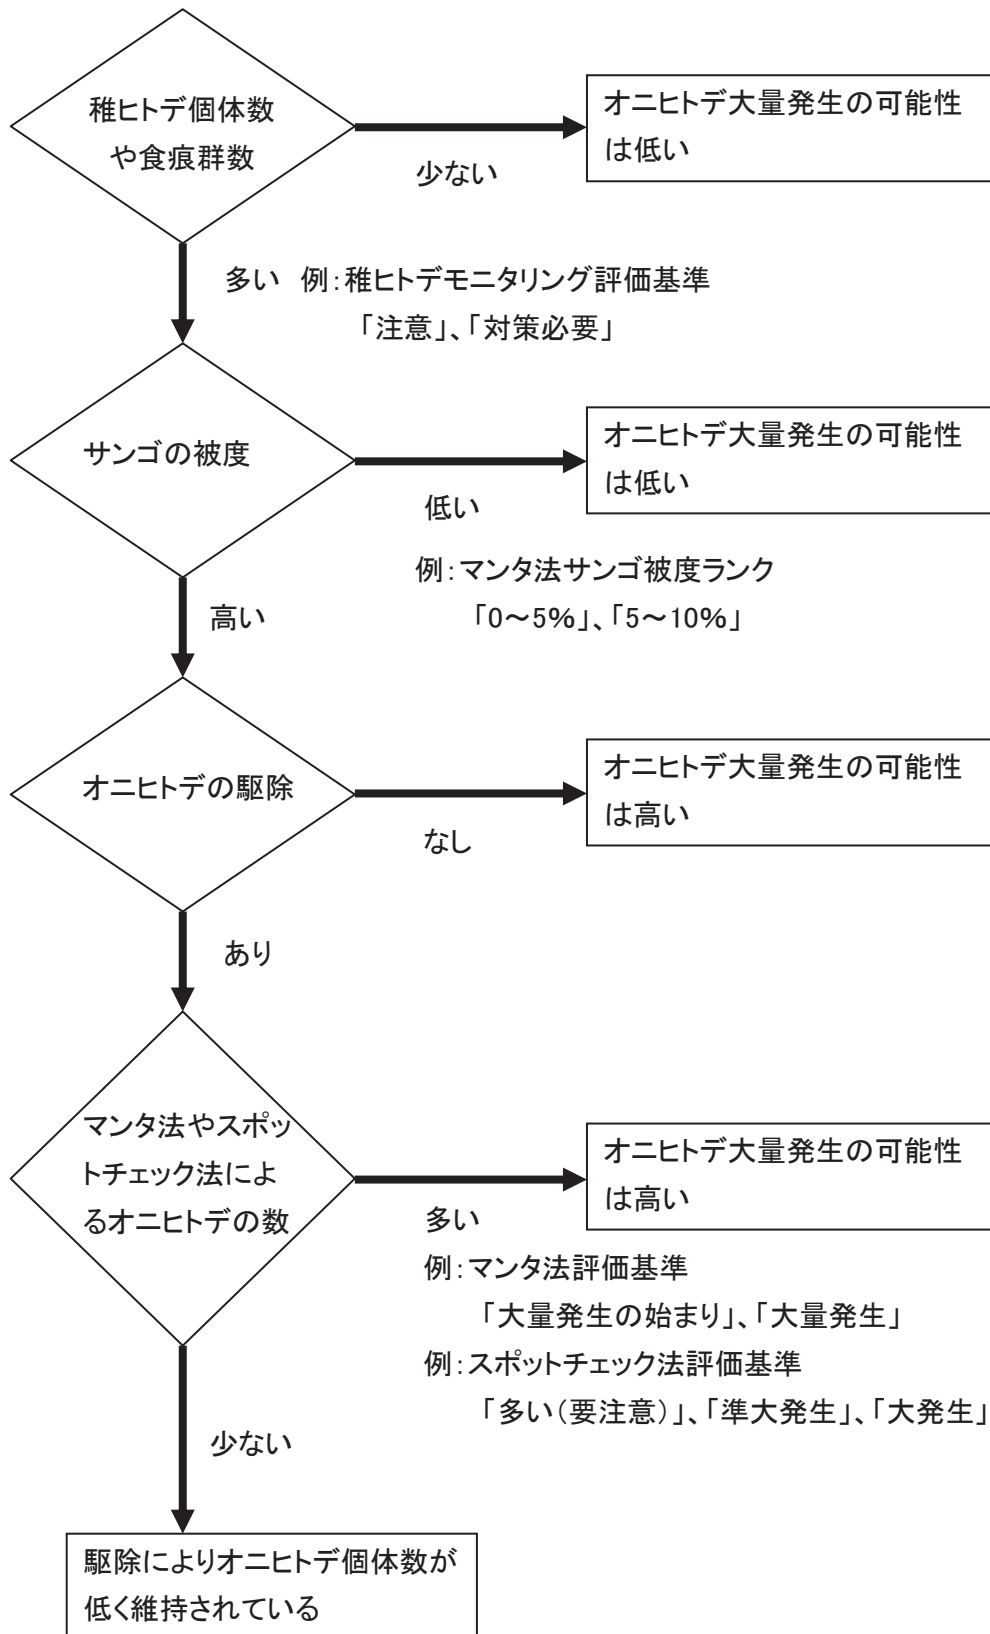 稚ヒトデ個体数
や食痕群数
少ない
オニヒトデ大量発生の可能性
は低い
多い 例：稚ヒトデモニタリング評価基準
「注意」、「対策必要」
サンゴの被度
低い
オニヒトデ大量発生の可能性
は低い
例：マンタ法サンゴ被度ランク
「0～5%」、「5～10%」
高い
オニヒトデの駆除
なし
オニヒトデ大量発生の可能性
は高い
あり
マンタ法やスポッ
トチェック法によ
るオニヒトデの数
多い
オニヒトデ大量発生の可能性
は高い
例：マンタ法評価基準
「大量発生の始まり」、「大量発生」
例：スポットチェック法評価基準
「多い（要注意）」、「準大発生」、「大発生」
少ない
駆除によりオニヒトデ個体数が
低く維持されている